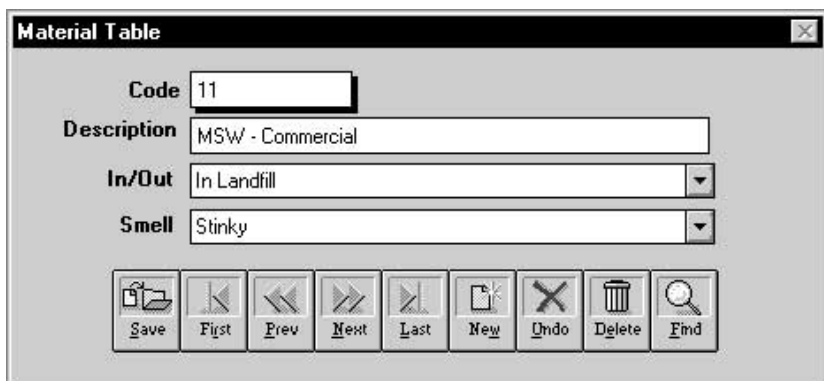 Material Table
Code 11
Description MSW - Commercial
In/Out In Landfill
Smell Stinky
Save First Prev Next Last New Undo Delete Find